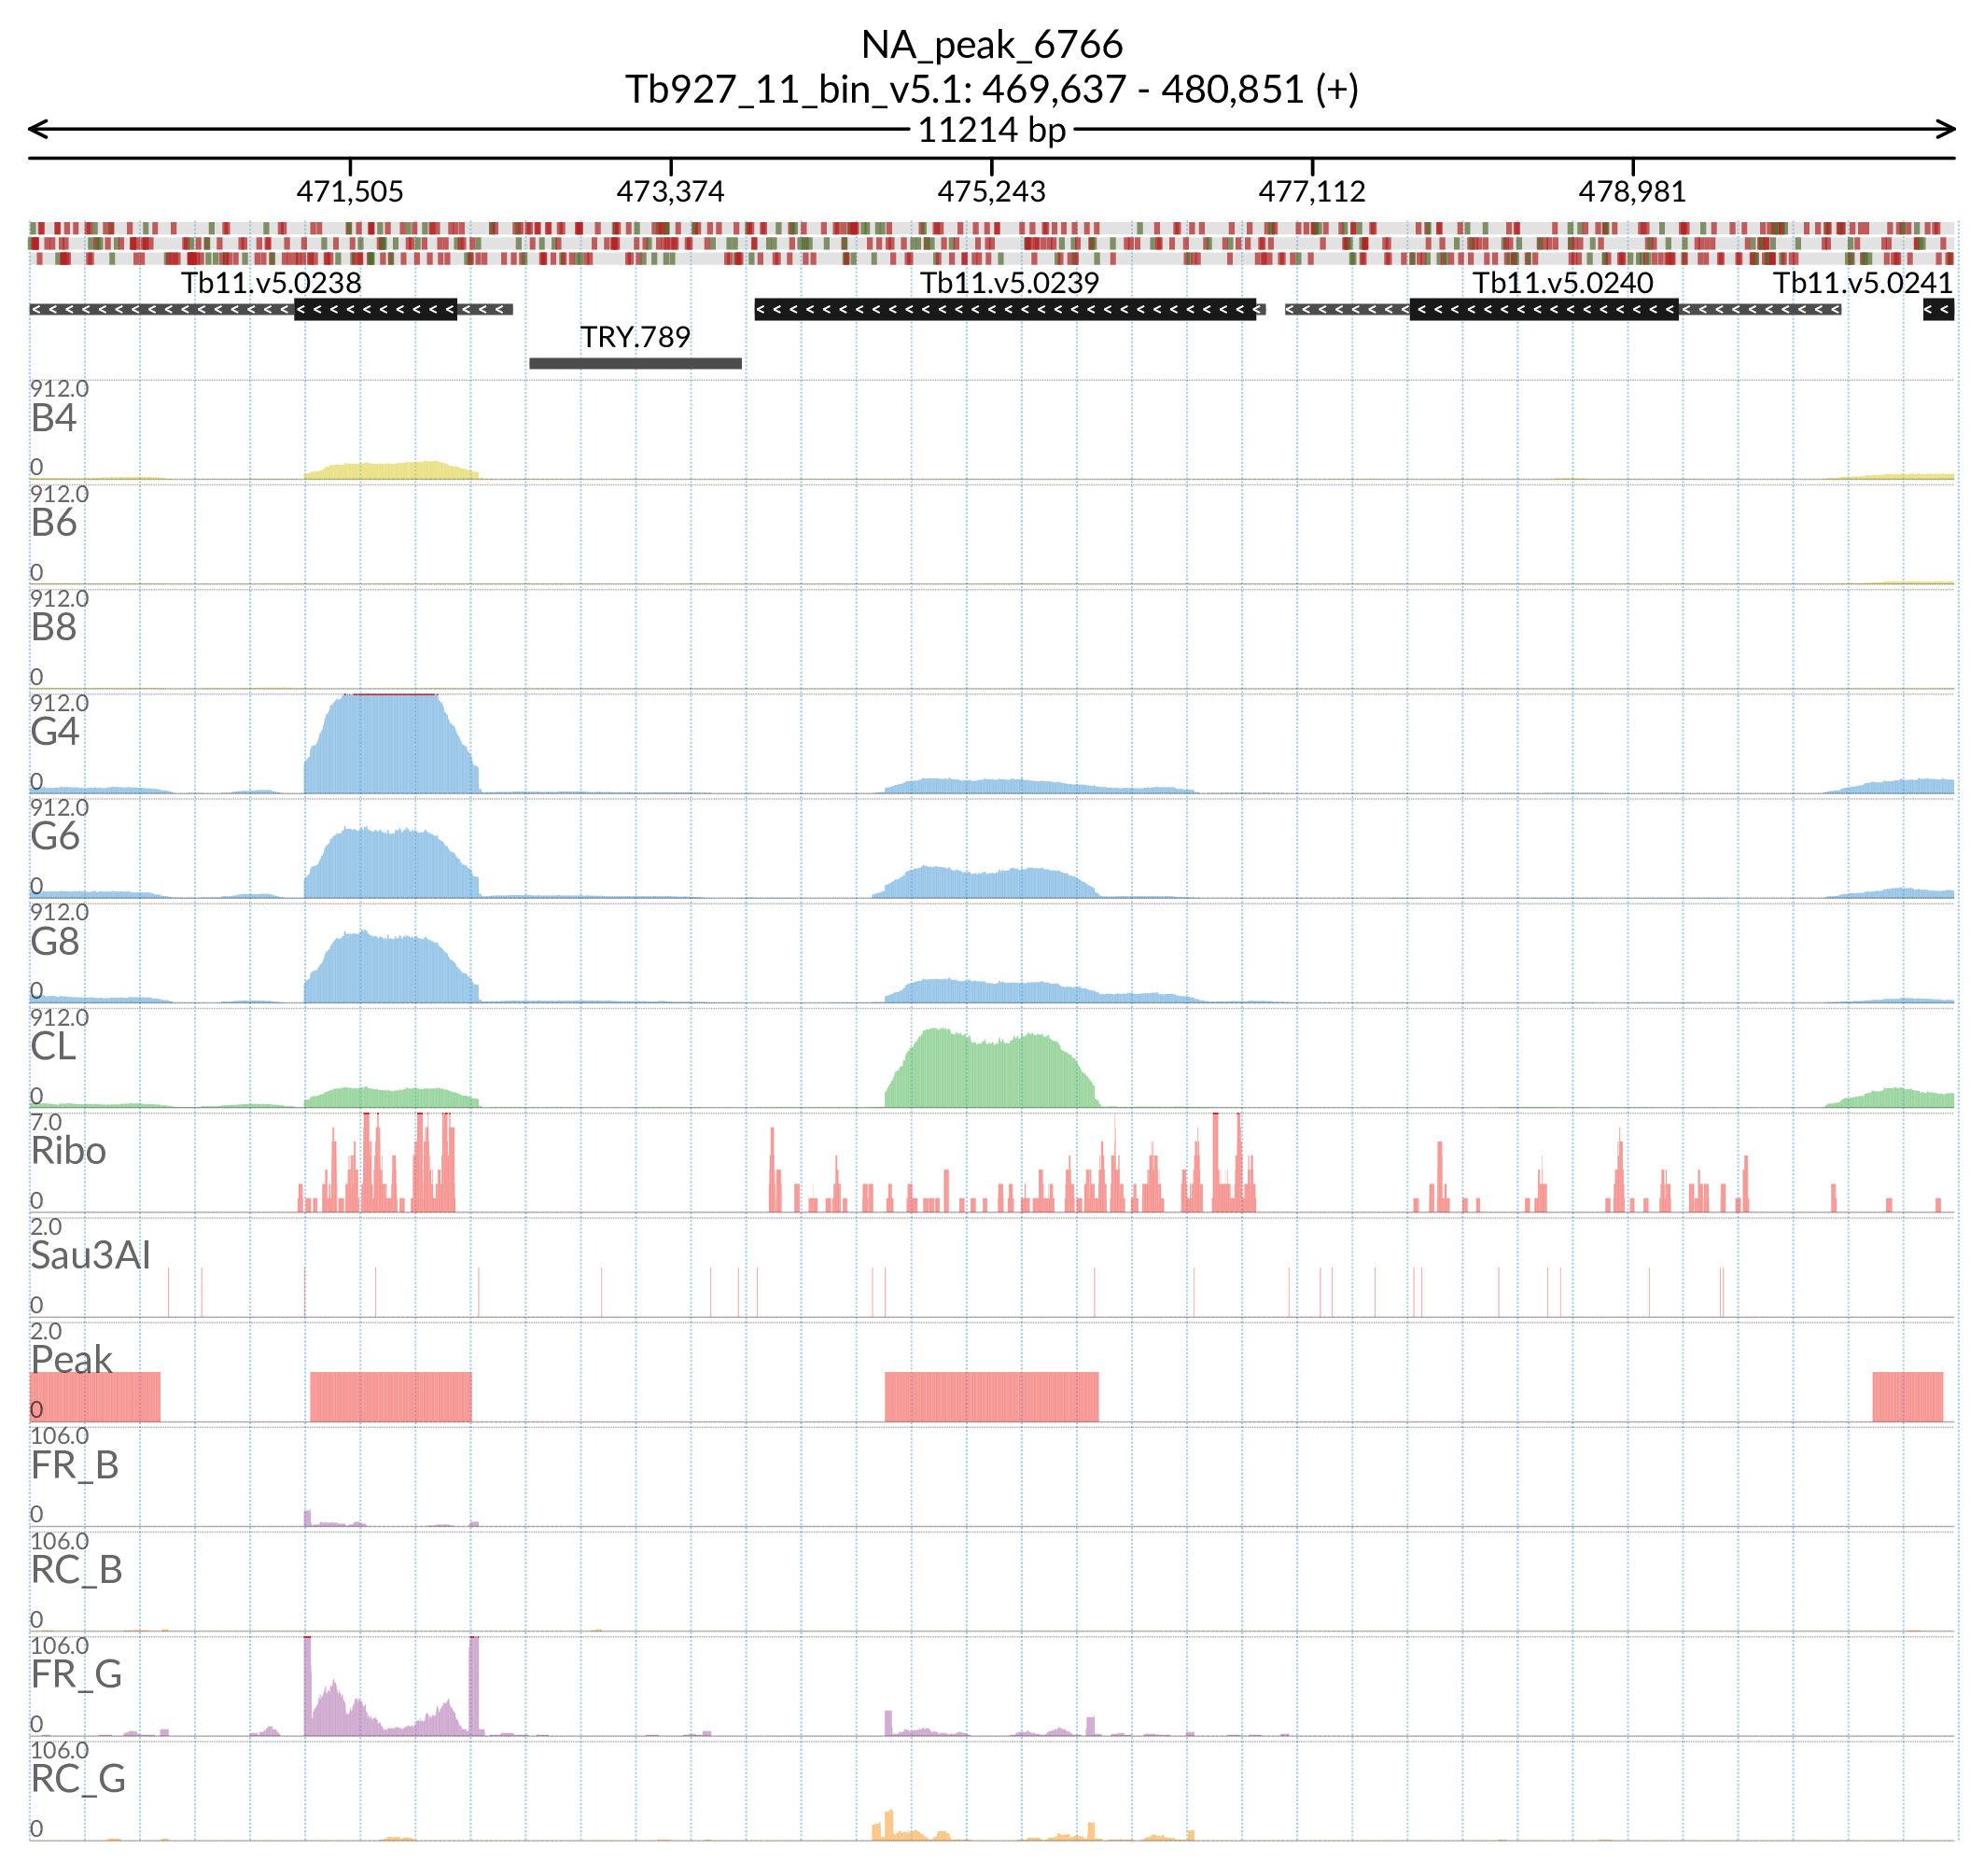 NA_peak_6766
Tb927_11_bin_v5.1: 469,637 - 480,851 (+)
11214 bp
471,505 473,374 475,243 477,112 478,981
Tb11.v5.0238 Tb11.v5.0239 Tb11.v5.0240 Tb11.v5.0241
TRY.789
912.0
B4
0
912.0
B6
0
912.0
B8
0
912.0
G4
0
912.0
G6
0
912.0
G8
0
912.0
CL
0
7.0
Ribo
0
2.0
Sau3AI
0
2.0
Peak
0
106.0
FR_B
0
106.0
RC_B
0
106.0
FR_G
0
106.0
RC_G
0